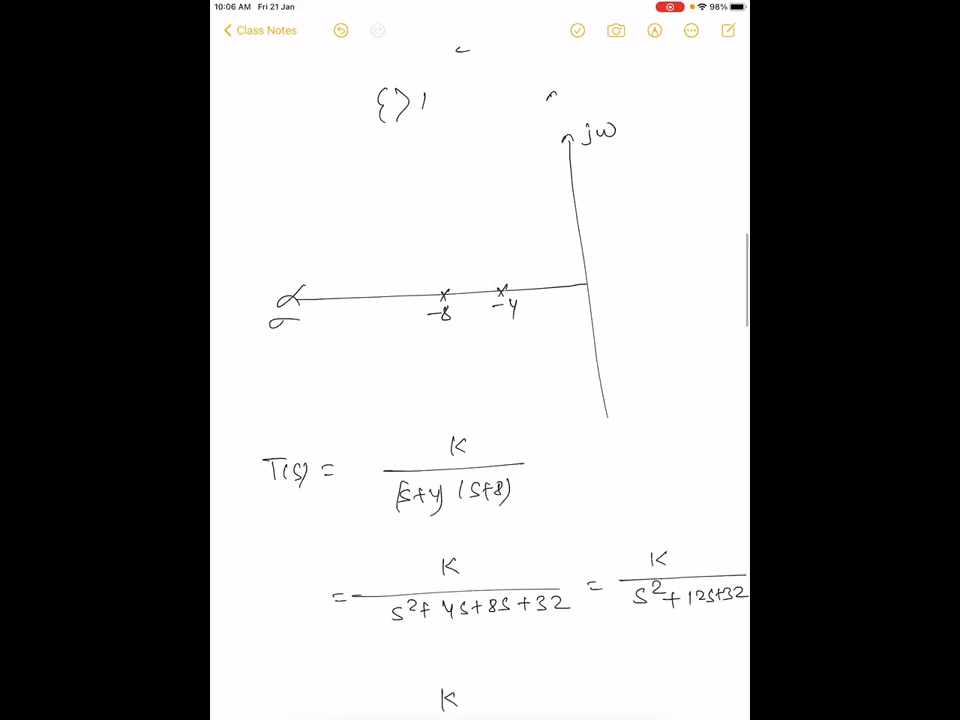 10:06 AM Fri 21 Jan 98%
Class Notes
ξ > 1
jω
-8 -4
σ
T(s) = K / (s+4) (s+8)
= K / s²+ 4s+8s+32 = K / s²+12s+32
K